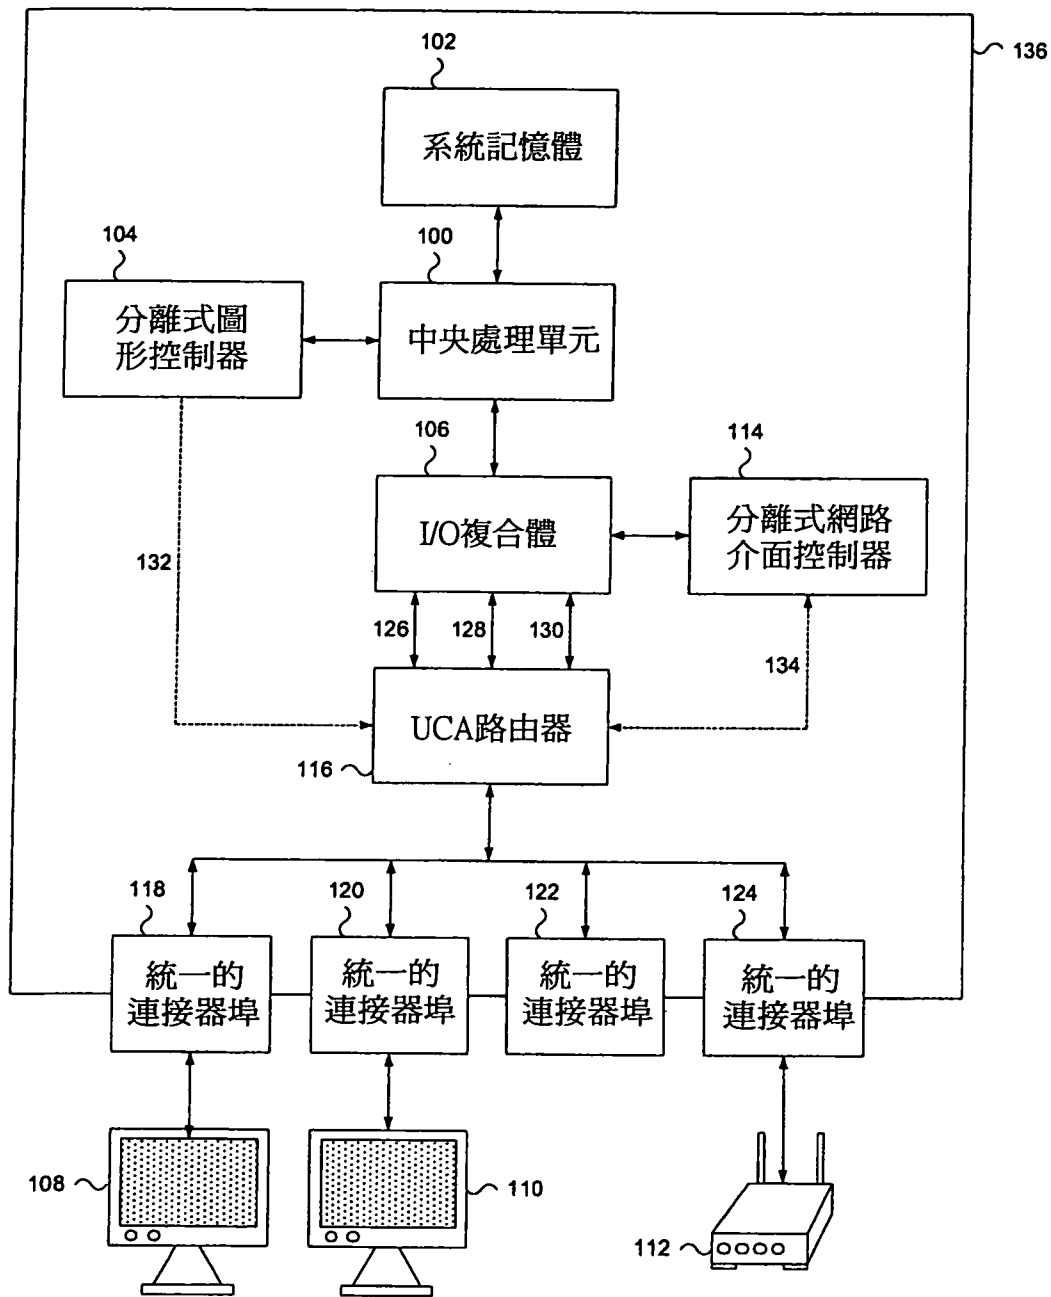 136
102
系統記憶體
104
100
分離式圖
形控制器
中央處理單元
106
114
I/O複合體
分離式網路
介面控制器
132
126
128
130
134
UCA路由器
116
118
120
122
124
統一的
連接器埠
統一的
連接器埠
統一的
連接器埠
統一的
連接器埠
108
110
112